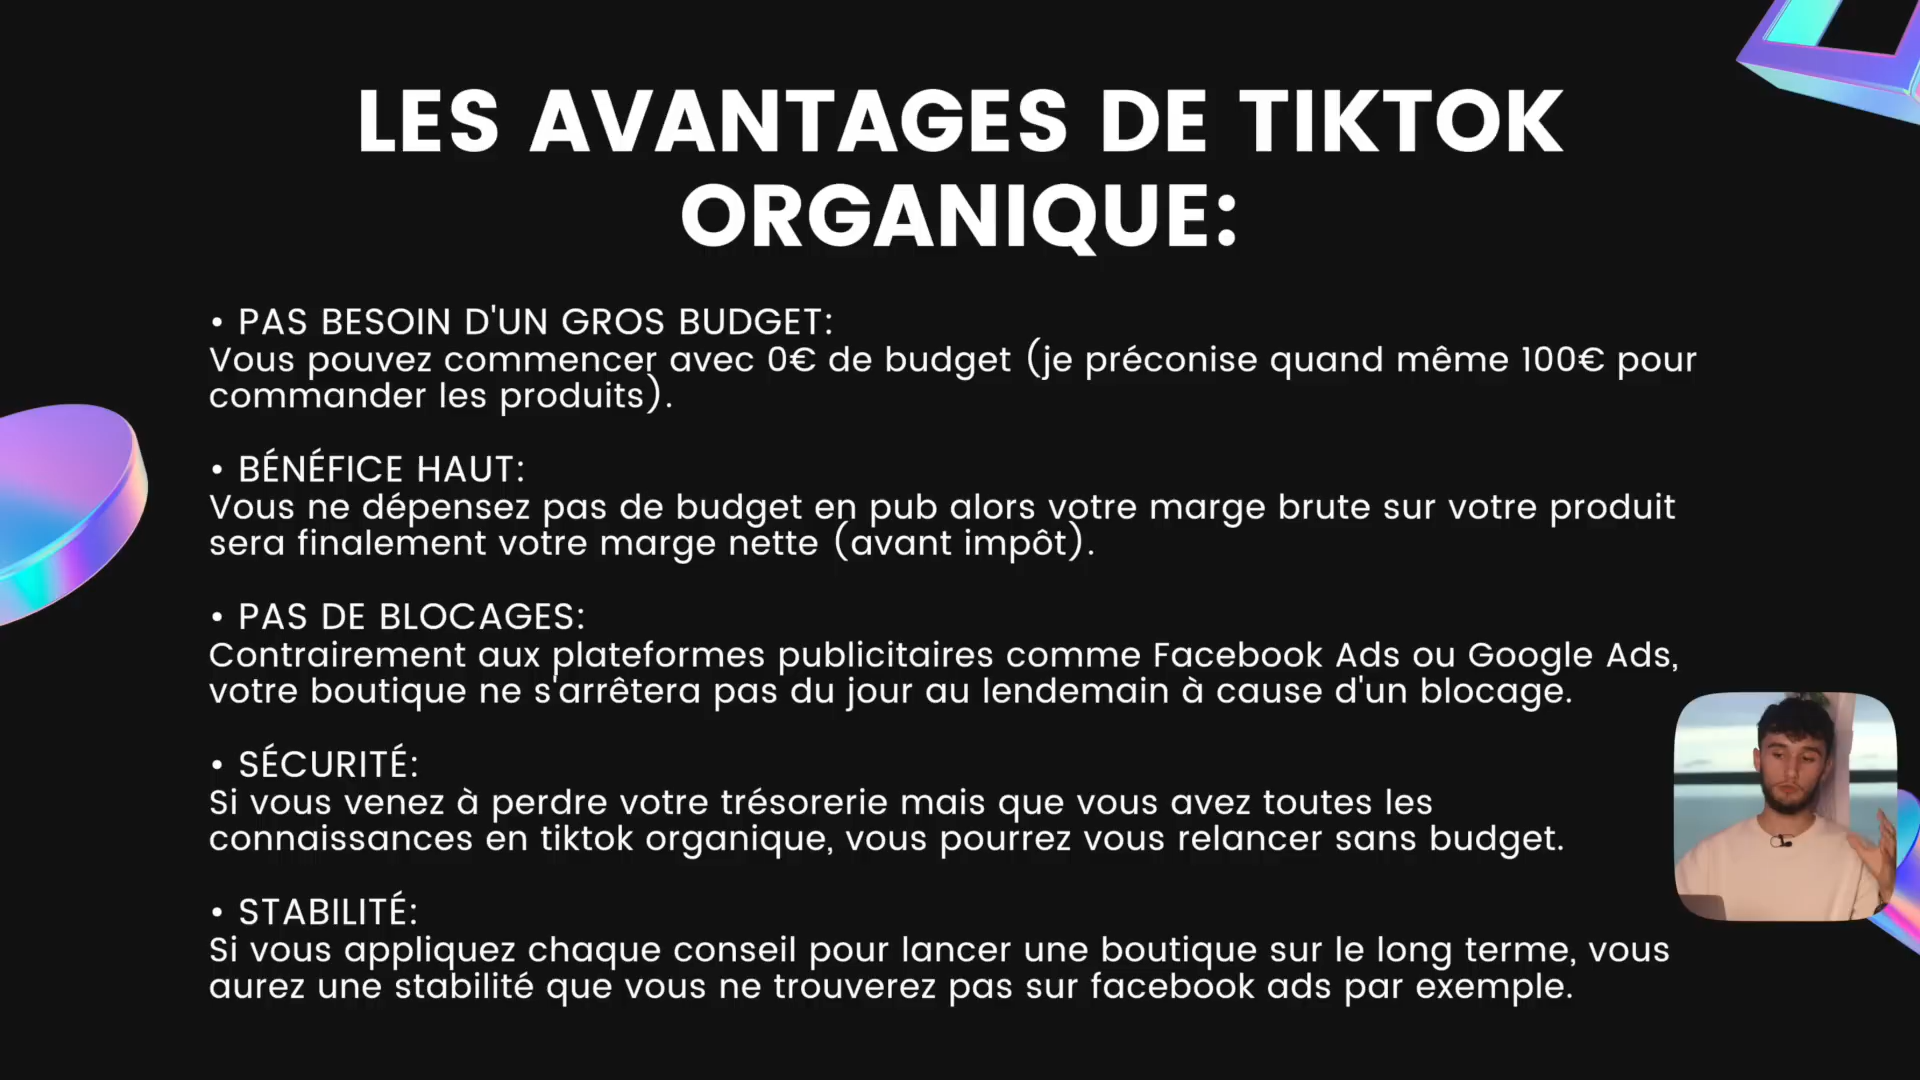 LES AVANTAGES DE TIKTOK
ORGANIQUE:
• PAS BESOIN D'UN GROS BUDGET:
Vous pouvez commencer avec 0€ de budget (je préconise quand même 100€ pour
commander les produits).
• BÉNÉFICE HAUT:
Vous ne dépensez pas de budget en pub alors votre marge brute sur votre produit
sera finalement votre marge nette (avant impôt).
• PAS DE BLOCAGES:
Contrairement aux plateformes publicitaires comme Facebook Ads ou Google Ads,
votre boutique ne s'arrêtera pas du jour au lendemain à cause d'un blocage.
• SÉCURITÉ:
Si vous venez à perdre votre trésorerie mais que vous avez toutes les
connaissances en tiktok organique, vous pourrez vous relancer sans budget.
• STABILITÉ:
Si vous appliquez chaque conseil pour lancer une boutique sur le long terme, vous
aurez une stabilité que vous ne trouverez pas sur facebook ads par exemple.